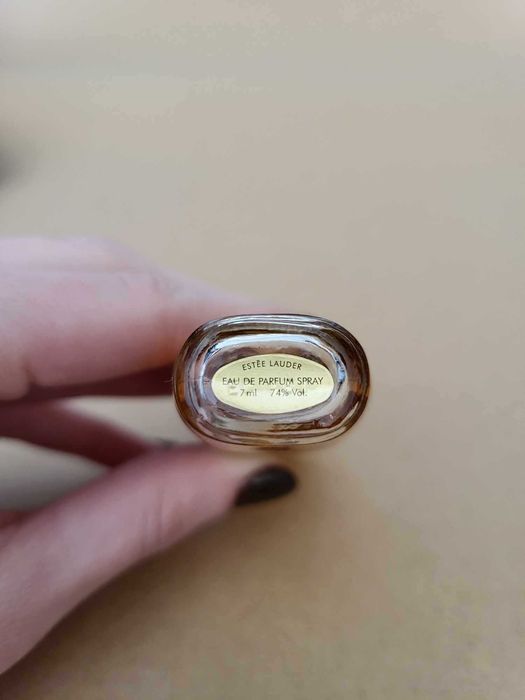 ESTĒE LAUDER
EAU DE PARFUM SPRAY
e 7 ml 74% Vol.